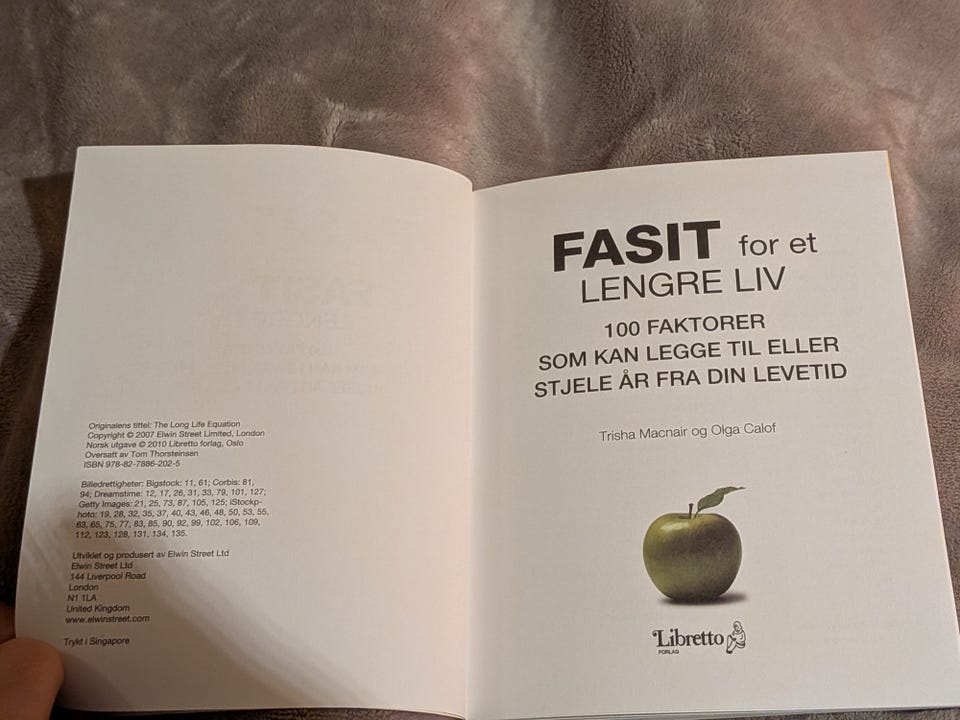 Originalens tittel: The Long Life Equation
Copyright © 2007 Elwin Street Limited, London
Norsk utgave © 2010 Libretto forlag, Oslo
Oversatt av Tom Thorsteinsen
ISBN 978-82-7886-202-5
Billedrettigheter: Bigstock: 11, 61; Corbis: 81,
94; Dreamstime: 12, 17, 26, 31, 33, 79, 101, 127;
Getty Images: 21, 25, 73, 87, 105, 125; iStockp-
hoto: 19, 28, 32, 35, 37, 40, 43, 46, 48, 50, 53, 55,
63, 65, 75, 77, 83, 85, 90, 92, 99, 102, 106, 109,
112, 123, 128, 131, 134, 135.
Utviklet og produsert av Elwin Street Ltd
Elwin Street Ltd
144 Liverpool Road
London
N1 1LA
United Kingdom
www.elwinstreet.com
Trykt i Singapore
FASIT for et
LENGRE LIV
100 FAKTORER
SOM KAN LEGGE TIL ELLER
STJELE ÅR FRA DIN LEVETID
Trisha Macnair og Olga Calof
Libretto
FORLAG